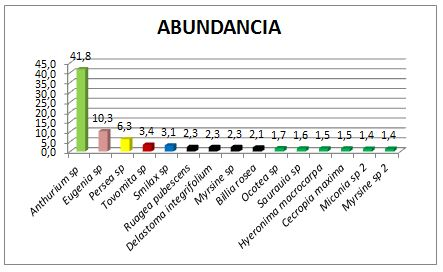 ABUNDANCIA
45,0
40,0
35,0
30,0
25,0
20,0
15,0
10,0
5,0
0,0
41,8
10,3
6,3
3,4
3,1
2,3
2,3
2,3
2,1
1,7
1,6
1,5
1,5
1,4
1,4
Anthurium sp
Eugenia sp
Persea sp
Tovomita sp
Smilax sp
Ruagea pubescens
Delastoma integrifolium
Myrsine sp
Billia rosea
Ocotea sp
Saurauia sp
Hyeronima macrocarpa
Cecropia maxima
Miconia sp 2
Myrsine sp 2